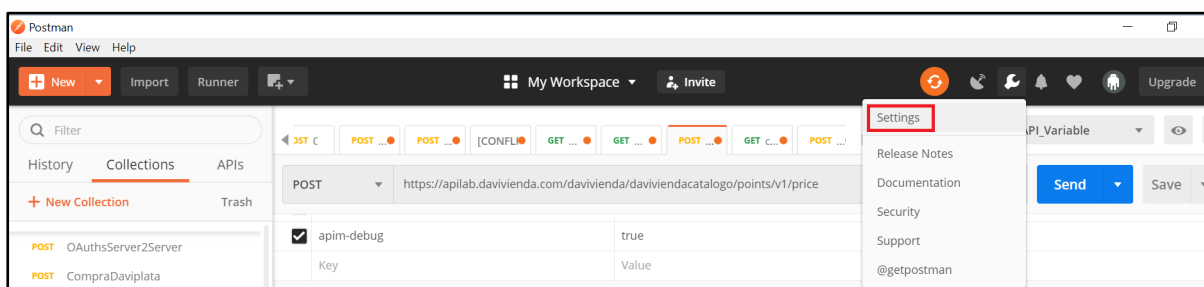 Postman
File Edit View Help
New Import Runner My Workspace Invite Upgrade
Filter
History Collections APIs
+ New Collection Trash
POST OAuthsServer2Server
POST CompraDaviplata
POST ... POST ... [CONFLI GET ... GET ... POST ... GET c... POST ...
POST https://apilab.davivienda.com/davivienda/daviviendacatalogo/points/v1/price Send Save
apim-debug true
Key Value
Settings
Release Notes
Documentation
Security
Support
@getpostman
PI_Variable